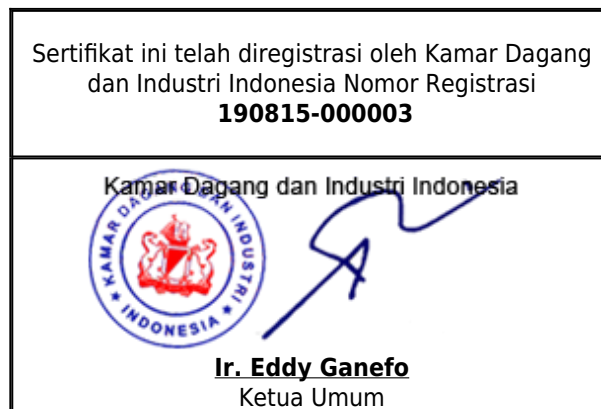 Sertifikat ini telah diregistrasi oleh Kamar Dagang
dan Industri Indonesia Nomor Registrasi
190815-000003
Kamar Dagang dan Industri Indonesia
KAMAR DAGANG DAN INDUSTRI
INDONESIA
Ir. Eddy Ganefo
Ketua Umum